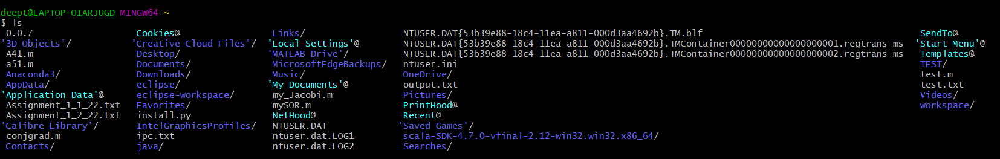 deept@LAPTOP-OIARJUGD MINGW64 ~
$ ls
 0.0.7                   Cookies@                  Links/                  NTUSER.DAT{53b39e88-18c4-11ea-a811-000d3aa4692b}.TM.blf                                        SendTo@
'3D Objects'/           'Creative Cloud Files'/   'Local Settings'@        NTUSER.DAT{53b39e88-18c4-11ea-a811-000d3aa4692b}.TMContainer00000000000000000001.regtrans-ms  'Start Menu'@
 A41.m                   Desktop/                 'MATLAB Drive'/          NTUSER.DAT{53b39e88-18c4-11ea-a811-000d3aa4692b}.TMContainer00000000000000000002.regtrans-ms   Templates@
 a51.m                   Documents/                MicrosoftEdgeBackups/   ntuser.ini                                                                                     TEST/
 Anaconda3/              Downloads/                Music/                  OneDrive/                                                                                      test.m
 AppData/                eclipse/                 'My Documents'@          output.txt                                                                                     test.txt
'Application Data'@      eclipse-workspace/        my_Jacobi.m             Pictures/                                                                                      Videos/
 Assignment_1_1_22.txt   Favorites/                mySOR.m                 PrintHood@                                                                                     workspace/
 Assignment_1_2_22.txt   install.py                NetHood@                Recent@
'Calibre Library'/       IntelGraphicsProfiles/    NTUSER.DAT             'Saved Games'/
 conjgrad.m              ipc.txt                   ntuser.dat.LOG1         scala-SDK-4.7.0-vfinal-2.12-win32.win32.x86_64/
 Contacts/               java/                     ntuser.dat.LOG2         Searches/